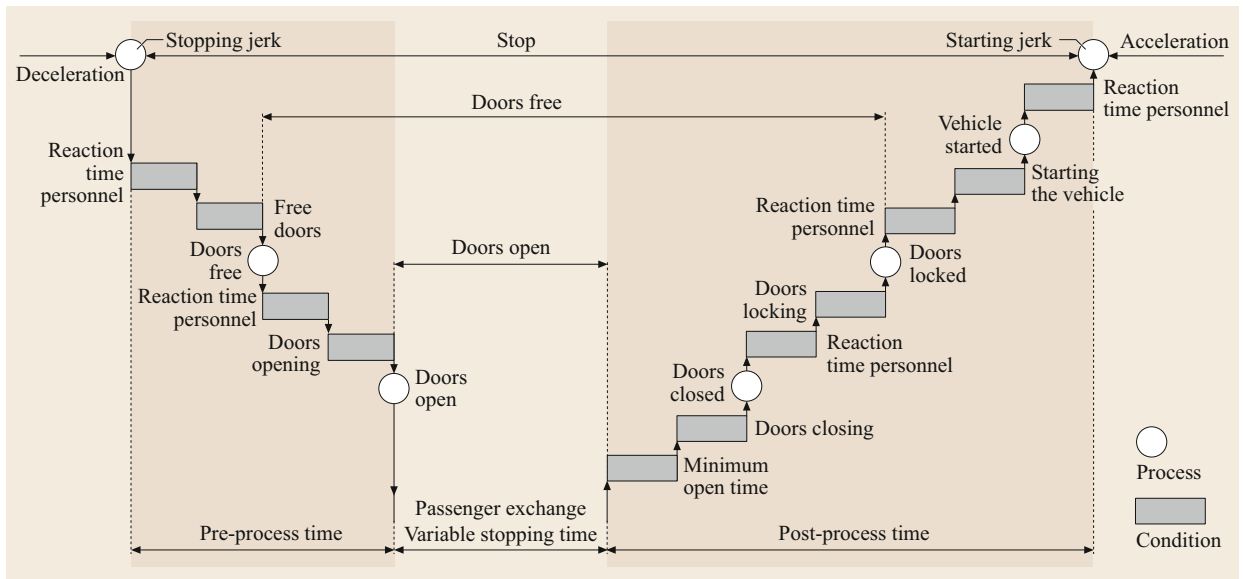 Stopping jerk
Stop
Starting jerk
Acceleration
Deceleration
Doors free
Reaction
time personnel
Vehicle
started
Reaction
time
personnel
Starting
the vehicle
Free
doors
Reaction time
personnel
Doors
free
Doors open
Doors
locked
Reaction time
personnel
Doors
locking
Doors
opening
Reaction
time personnel
Doors
open
Doors
closed
Doors closing
Minimum
open time
Process
Passenger exchange
Pre-process time
Variable stopping time
Post-process time
Condition